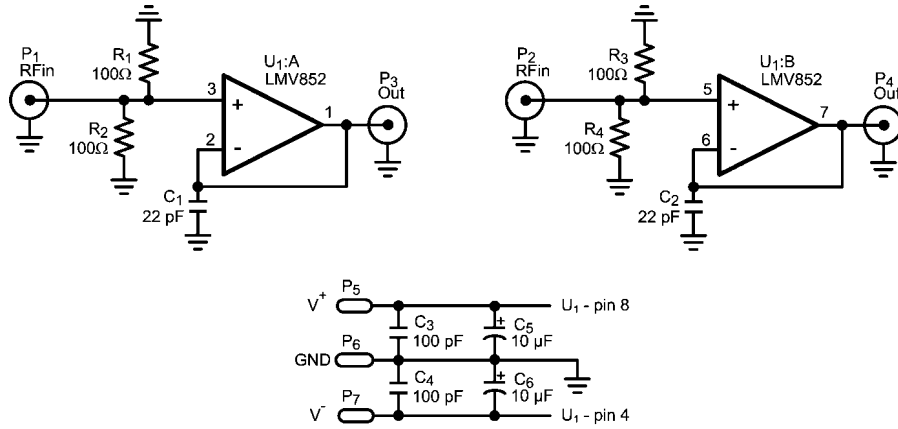 P1
RFin
R1
100Ω
R2
100Ω
U1:A
LMV852
3
+
2
-
1
P3
Out
C1
22 pF
P2
RFin
R3
100Ω
R4
100Ω
U1:B
LMV852
5
+
6
-
7
P4
Out
C2
22 pF
V+ P5
U1 - pin 8
C3
100 pF
+ C5
10 µF
GND P6
C4
100 pF
+ C6
10 µF
V- P7
U1 - pin 4